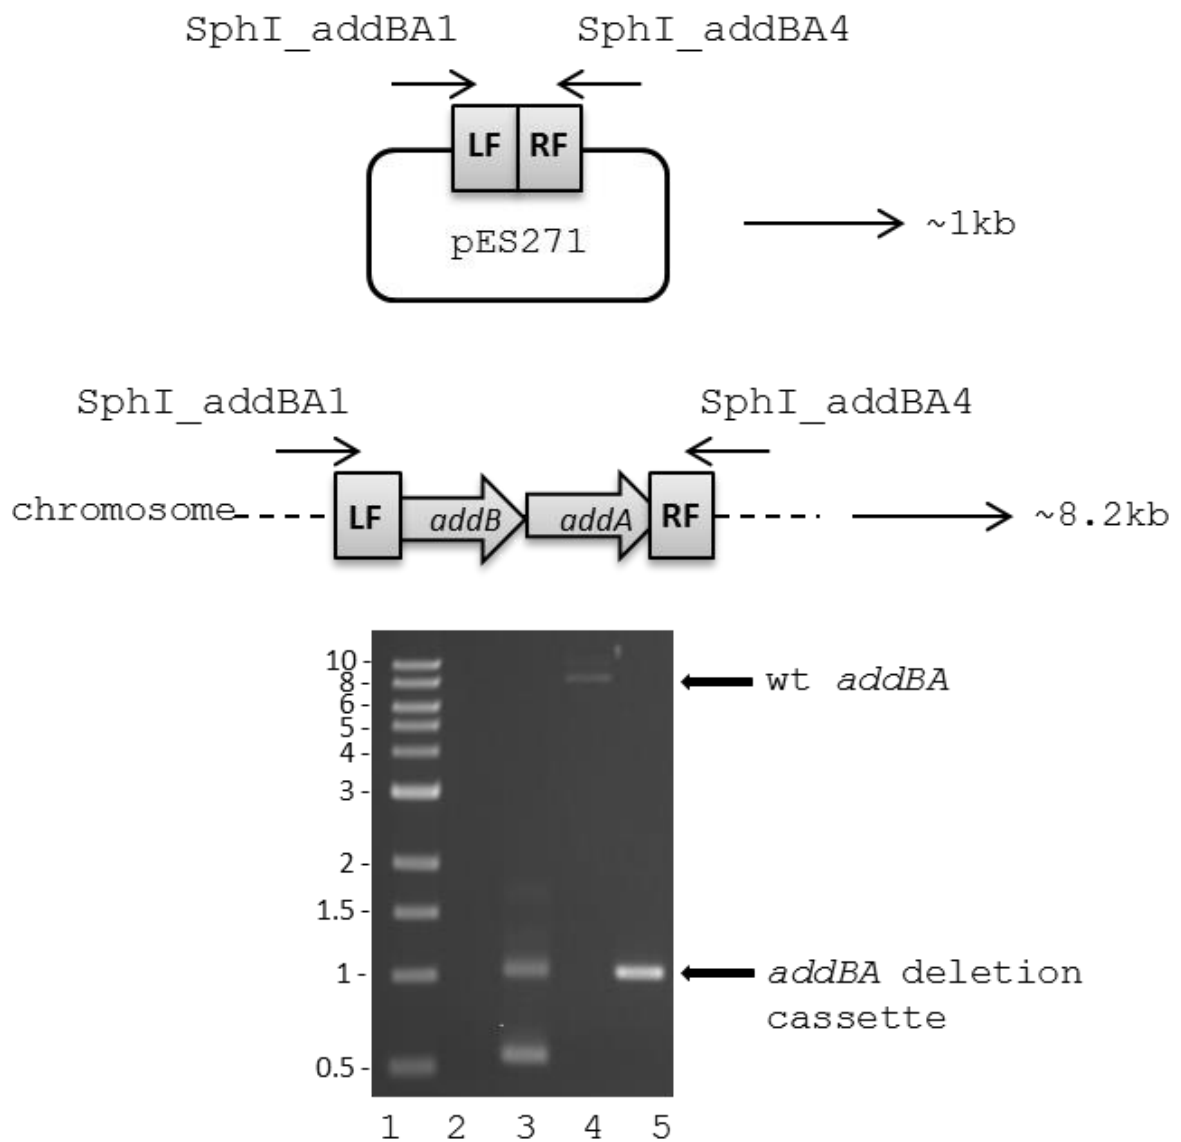 SphI_addBA1 SphI_addBA4
LF RF
pES271
~1kb
SphI_addBA1 SphI_addBA4
chromosome LF addB addA RF ~8.2kb
10 -
8 - wt addBA
6 -
5 -
4 -
3 -
2 -
1.5 -
1 - addBA deletion
cassette
0.5 -
1 2 3 4 5